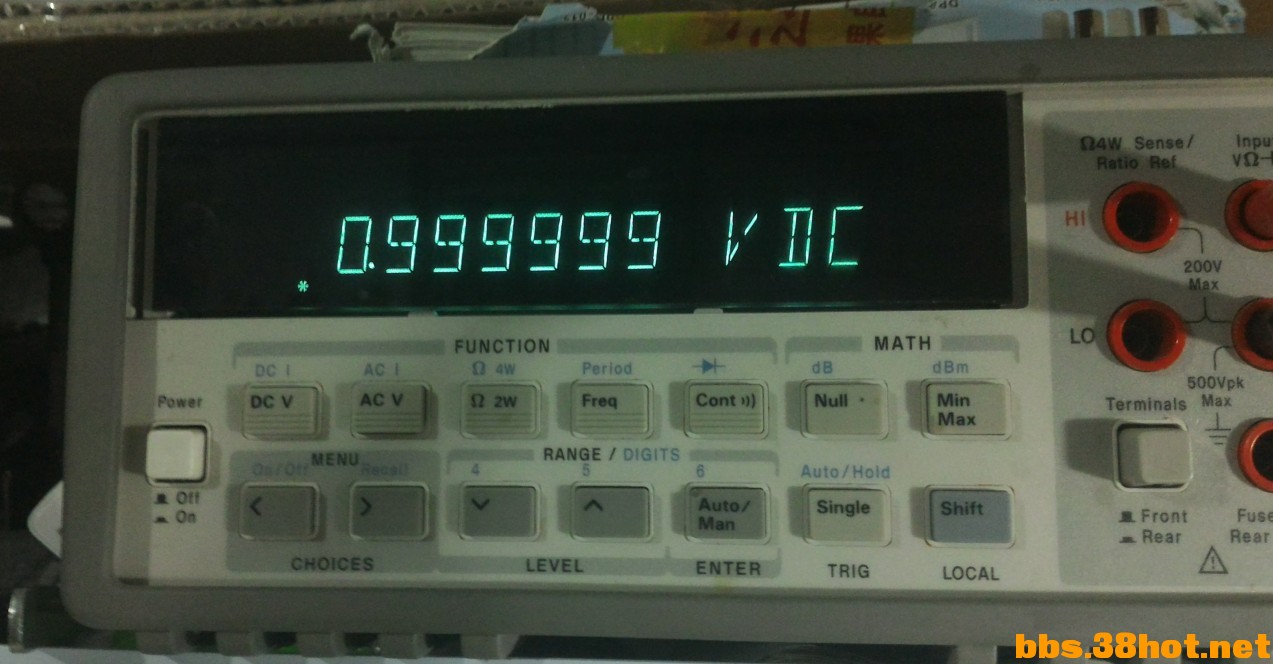 0.999999 V DC
*
Ω4W Sense/
Ratio Ref
HI
200V
Max
LO
500Vpk
Max
FUNCTION
MATH
DC I
AC I
Ω 4W
Period
dB
dBm
Power
DC V
AC V
Ω 2W
Freq
Cont
Null
Min
Max
Terminals
MENU
RANGE / DIGITS
On/Off
Recall
4
5
6
Auto/Hold
Off
On
<
>
Auto/
Man
Single
Shift
Front
Rear
Fuse
Rear
CHOICES
LEVEL
ENTER
TRIG
LOCAL
bbs.38hot.net